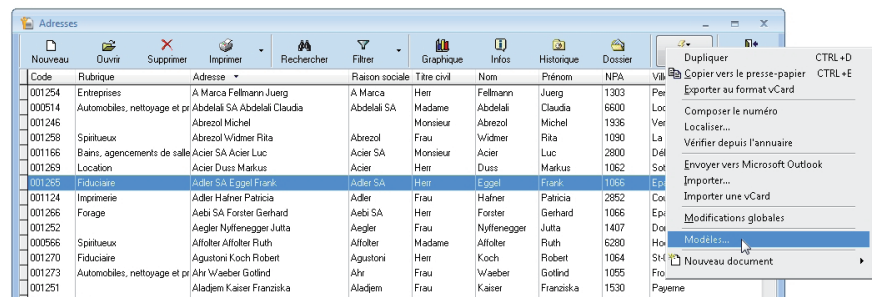 Adresses
Nouveau Ouvrir Supprimer Imprimer Rechercher Filtrer Graphique Infos Historique Dossier
Code Rubrique Adresse Raison sociale Titre civil Nom Prénom NPA
001254 Entreprises A Marca Fellmann Juerg A Marca Herr Fellmann Juerg 1303
000514 Automobiles, nettoyage et pr Abdelali SA Abdelali Claudia Abdelali SA Madame Abdelali Claudia 6600
001246 Abrezol Michel Monsieur Abrezol Michel 1936
001258 Spiritueux Abrezol Widmer Rita Abrezol Frau Widmer Rita 1090 La
001166 Bains, agencements de salle Acier SA Acier Luc Acier SA Monsieur Acier Luc 2800
001269 Location Acier Duss Markus Acier Herr Duss Markus 1062
001265 Fiduciaire Adler SA Eggel Frank Adler SA Herr Eggel Frank 1066
001124 Imprimerie Adler Hafner Patricia Adler Frau Hafner Patricia 2852
001266 Forage Aebi SA Forster Gerhard Aebi SA Herr Forster Gerhard 1066
001252 Aegler Nyffenegger Jutta Aegler Frau Nyffenegger Jutta 1407
000566 Spiritueux Affolter Affolter Ruth Affolter Madame Affolter Ruth 6280
001270 Fiduciaire Agustoni Koch Robert Agustoni Herr Koch Robert 1064
001273 Automobiles, nettoyage et pr Ahr Waeber Gotlind Ahr Frau Waeber Gotlind 1055
001251 Aladjem Kaiser Franziska Aladjem Frau Kaiser Franziska 1530 Payerne
Dupliquer CTRL+D
Copier vers le presse-papier CTRL+E
Exporter au format vCard
Composer le numéro
Localiser...
Vérifier depuis l'annuaire
Envoyer vers Microsoft Outlook
Importer...
Importer une vCard
Modifications globales
Modèles...
Nouveau document